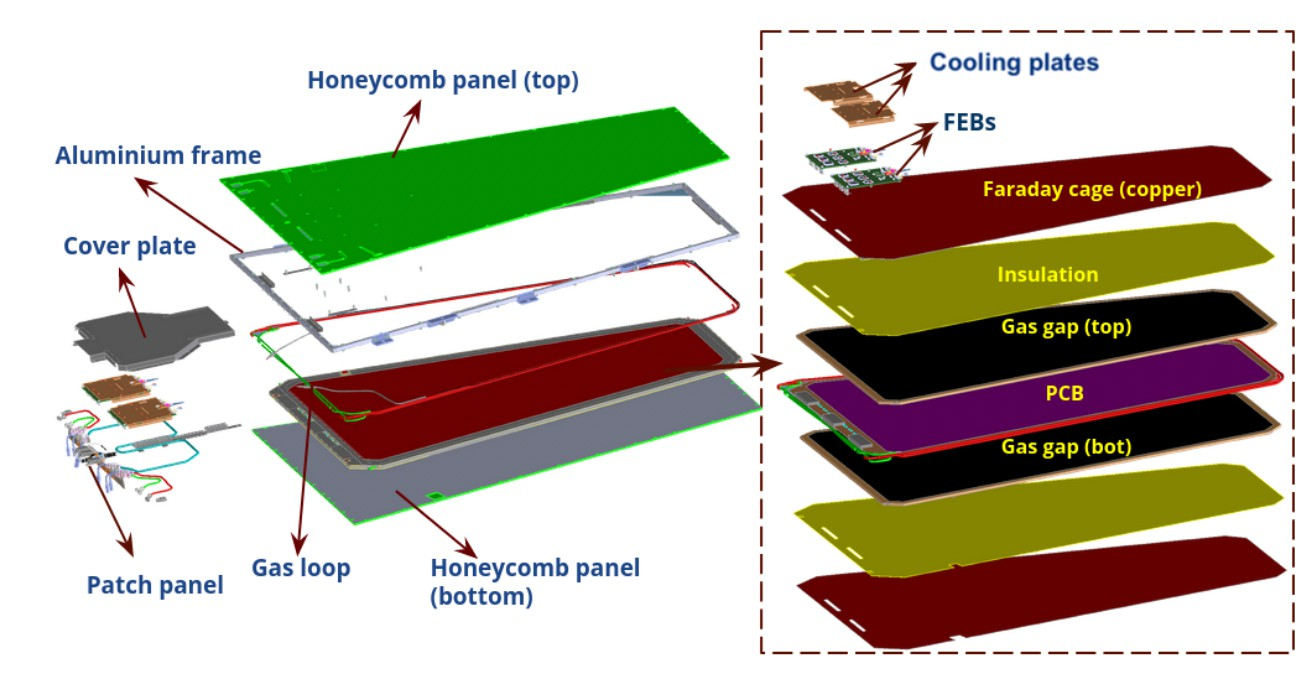 Honeycomb panel (top)
Aluminium frame
Cover plate
Patch panel
Gas loop
Honeycomb panel
(bottom)
Cooling plates
FEBs
Faraday cage (copper)
Insulation
Gas gap (top)
PCB
Gas gap (bot)